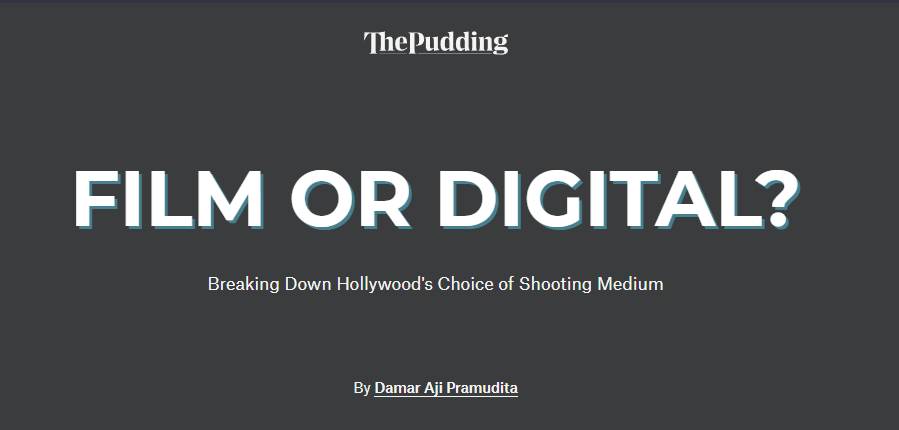 ThePudding
FILM OR DIGITAL?
Breaking Down Hollywood's Choice of Shooting Medium
By Damar Aji Pramudita